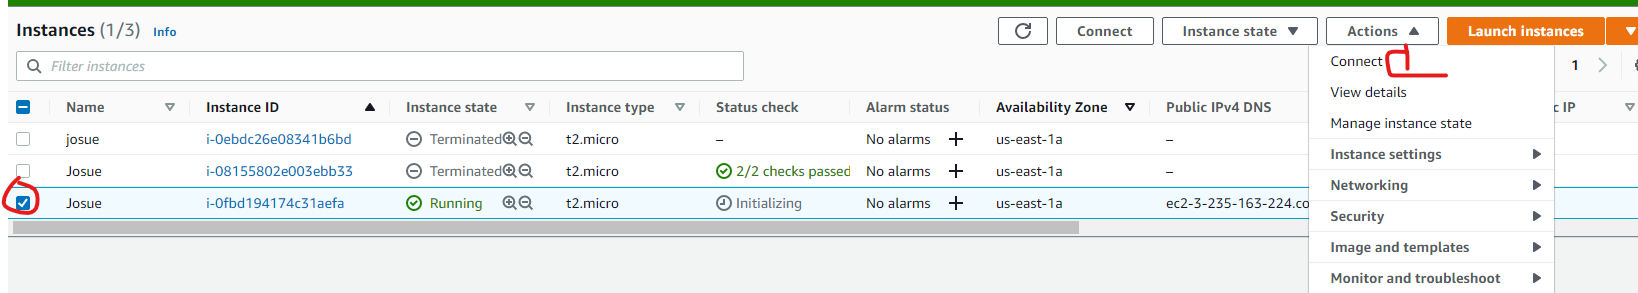 Instances (1/3) Info Connect Instance state Actions Launch instances
Filter instances 1
Connect
View details
Name Instance ID Instance state Instance type Status check Alarm status Availability Zone Public IPv4 DNS IP
Manage instance state
josue i-0ebdc26e08341b6bd Terminated t2.micro – No alarms us-east-1a –
Instance settings
Josue i-08155802e003ebb33 Terminated t2.micro 2/2 checks passed No alarms us-east-1a –
Networking
Josue i-0fbd194174c31aefa Running t2.micro Initializing No alarms us-east-1a ec2-3-235-163-224.co
Security
Image and templates
Monitor and troubleshoot